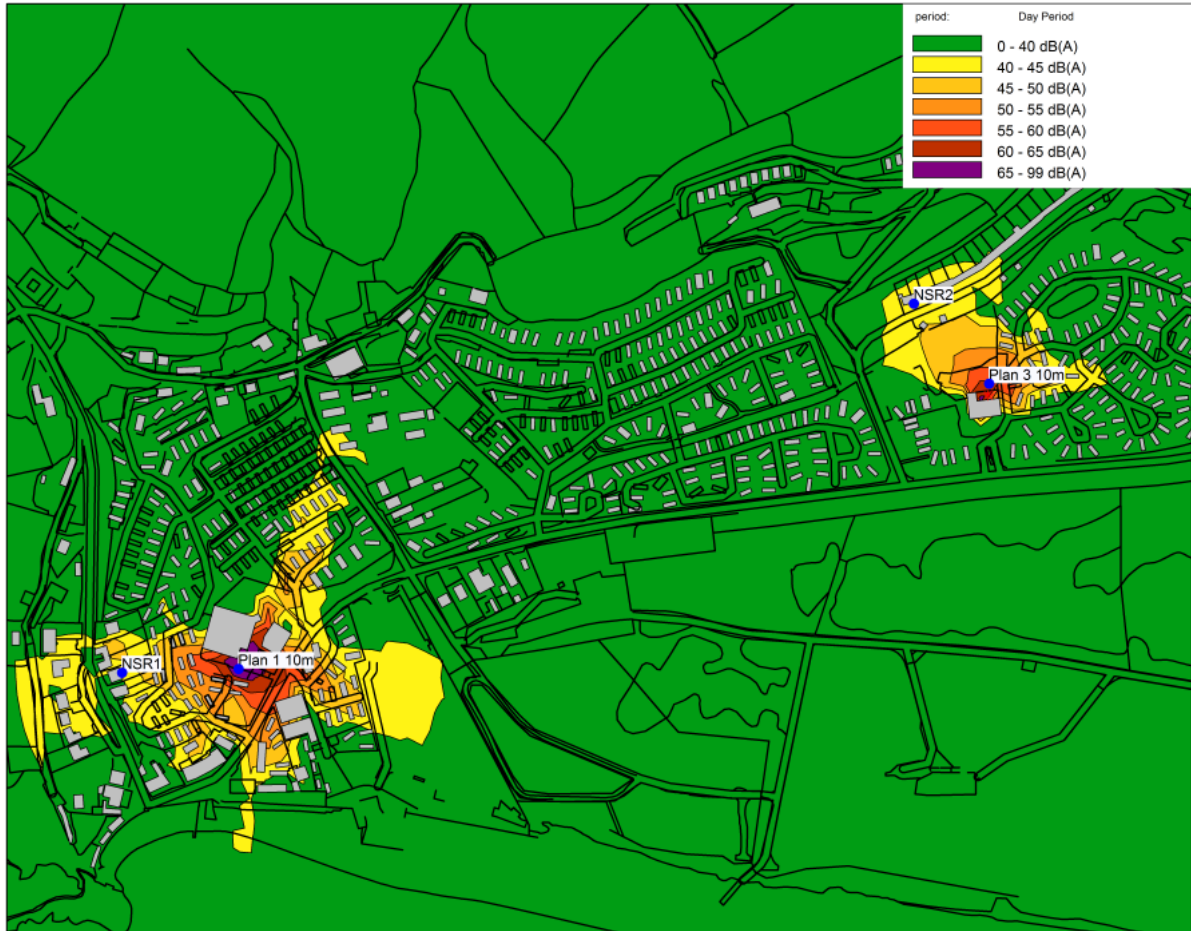 period: Day Period
0 - 40 dB(A)
40 - 45 dB(A)
45 - 50 dB(A)
50 - 55 dB(A)
55 - 60 dB(A)
60 - 65 dB(A)
65 - 99 dB(A)
NSR2
Plan 3 10m
NSR1
Plan 1 10m